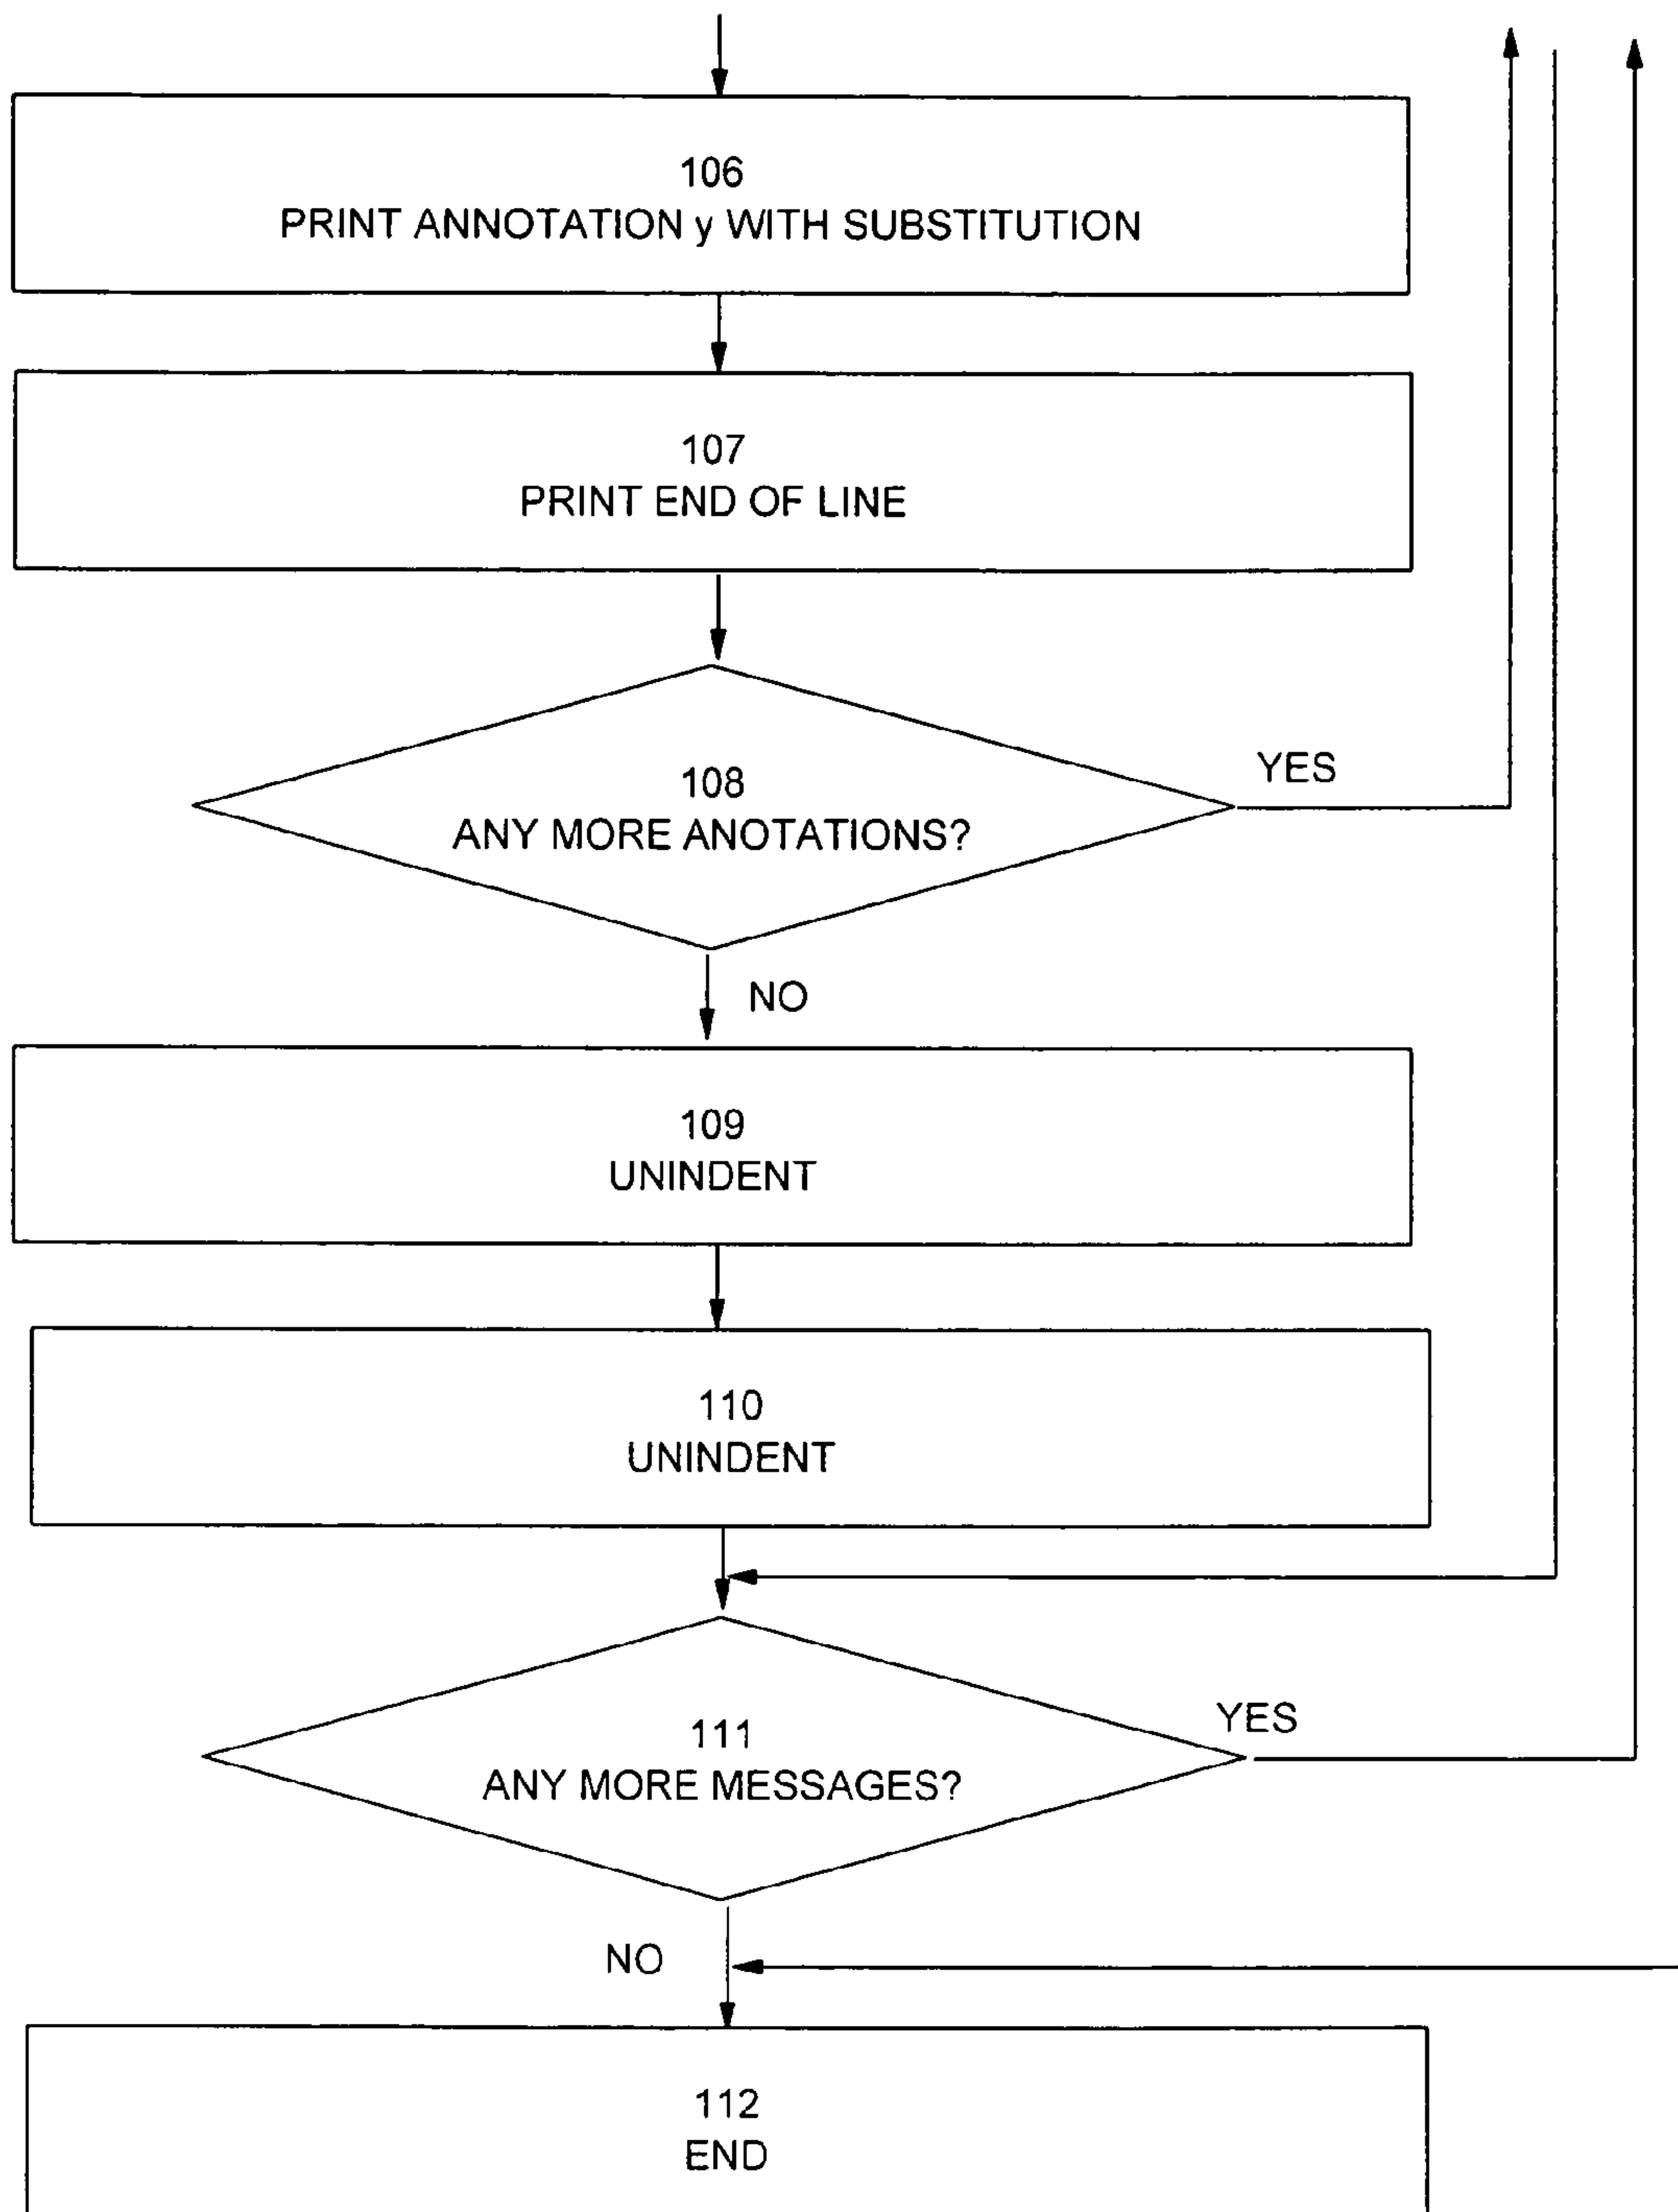 106
PRINT ANNOTATION y WITH SUBSTITUTION
107
PRINT END OF LINE
108
ANY MORE ANOTATIONS?
YES
NO
109
UNINDENT
110
UNINDENT
111
ANY MORE MESSAGES?
YES
NO
112
END